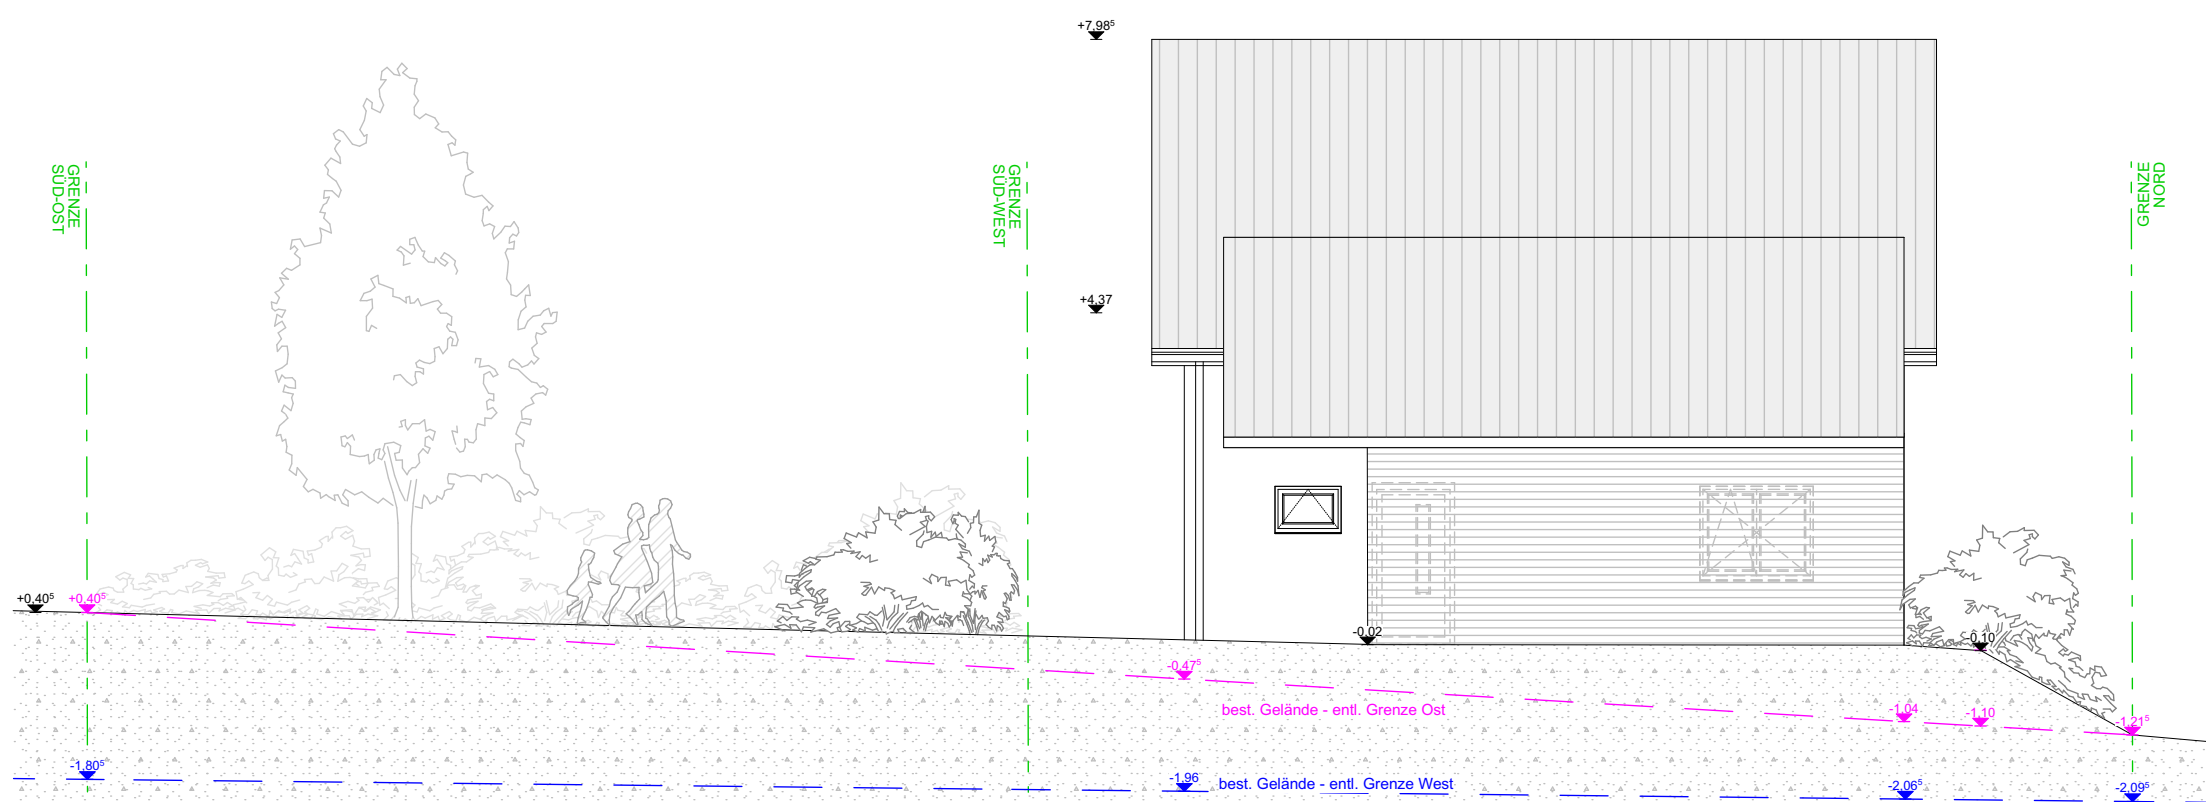 +7,98⁵
GRENZE
SÜD-OST
GRENZE
SÜD-WEST
GRENZE
NORD
+4,37
+0,40⁵
+0,40⁵
-0,02
-0,10
-0,47⁵
best. Gelände - entl. Grenze Ost
-1,04
-1,10
-1,21⁵
-1,80⁵
-1,96
best. Gelände - entl. Grenze West
-2,06⁵
-2,09⁵